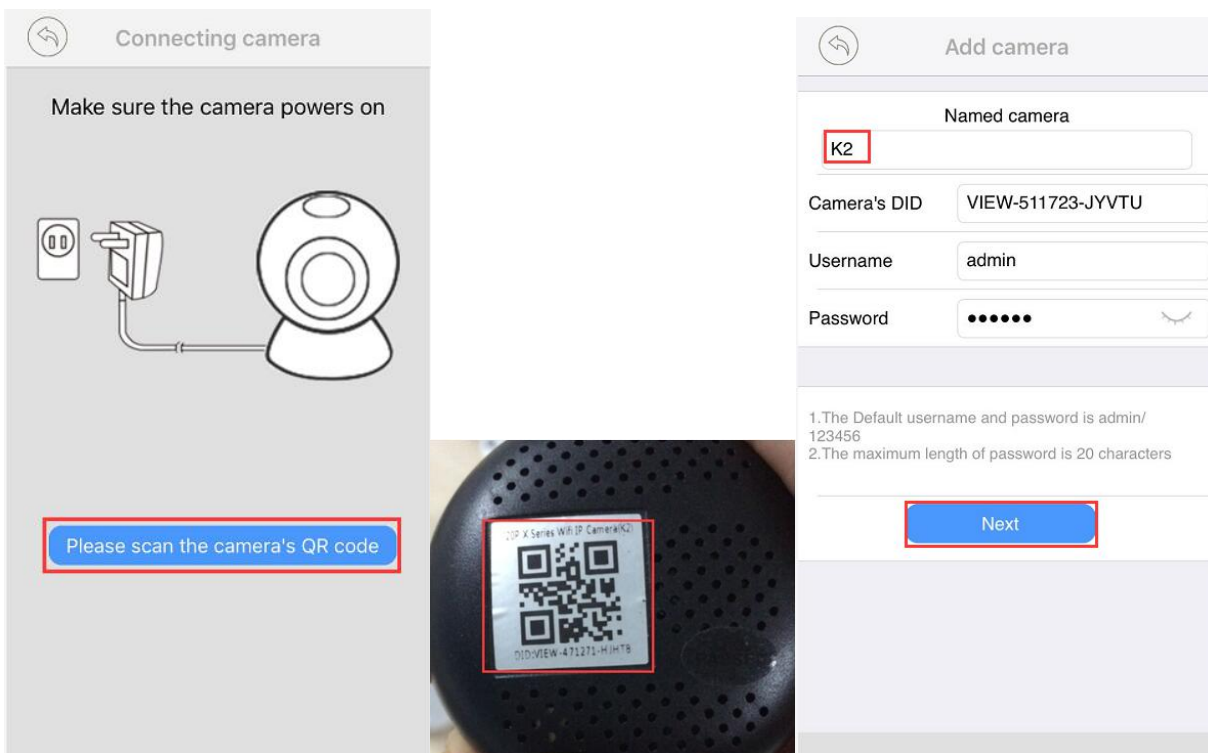 Connecting camera
Make sure the camera powers on
Please scan the camera's QR code
P X Series Wifi IP Camera(K2)
DID:VIEW-471271-HJHTB
Add camera
Named camera
K2
Camera's DID VIEW-511723-JYVTU
Username admin
Password ●●●●●●
1.The Default username and password is admin/
123456
2.The maximum length of password is 20 characters
Next